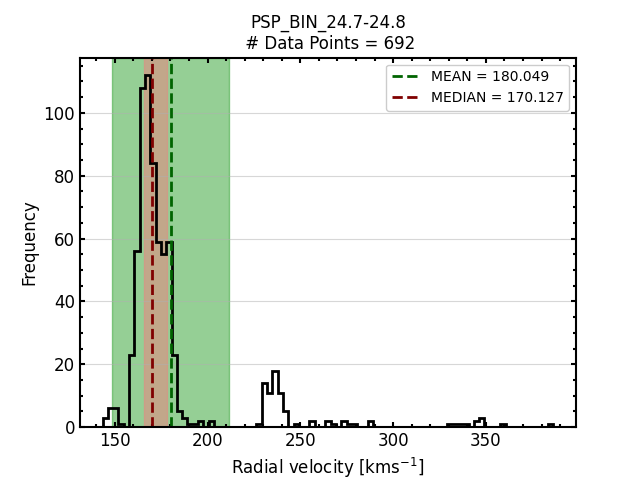 PSP_BIN_24.7-24.8
# Data Points = 692
MEAN = 180.049
MEDIAN = 170.127
Frequency
100
80
60
40
20
0
150 200 250 300 350
Radial velocity [kms⁻¹]